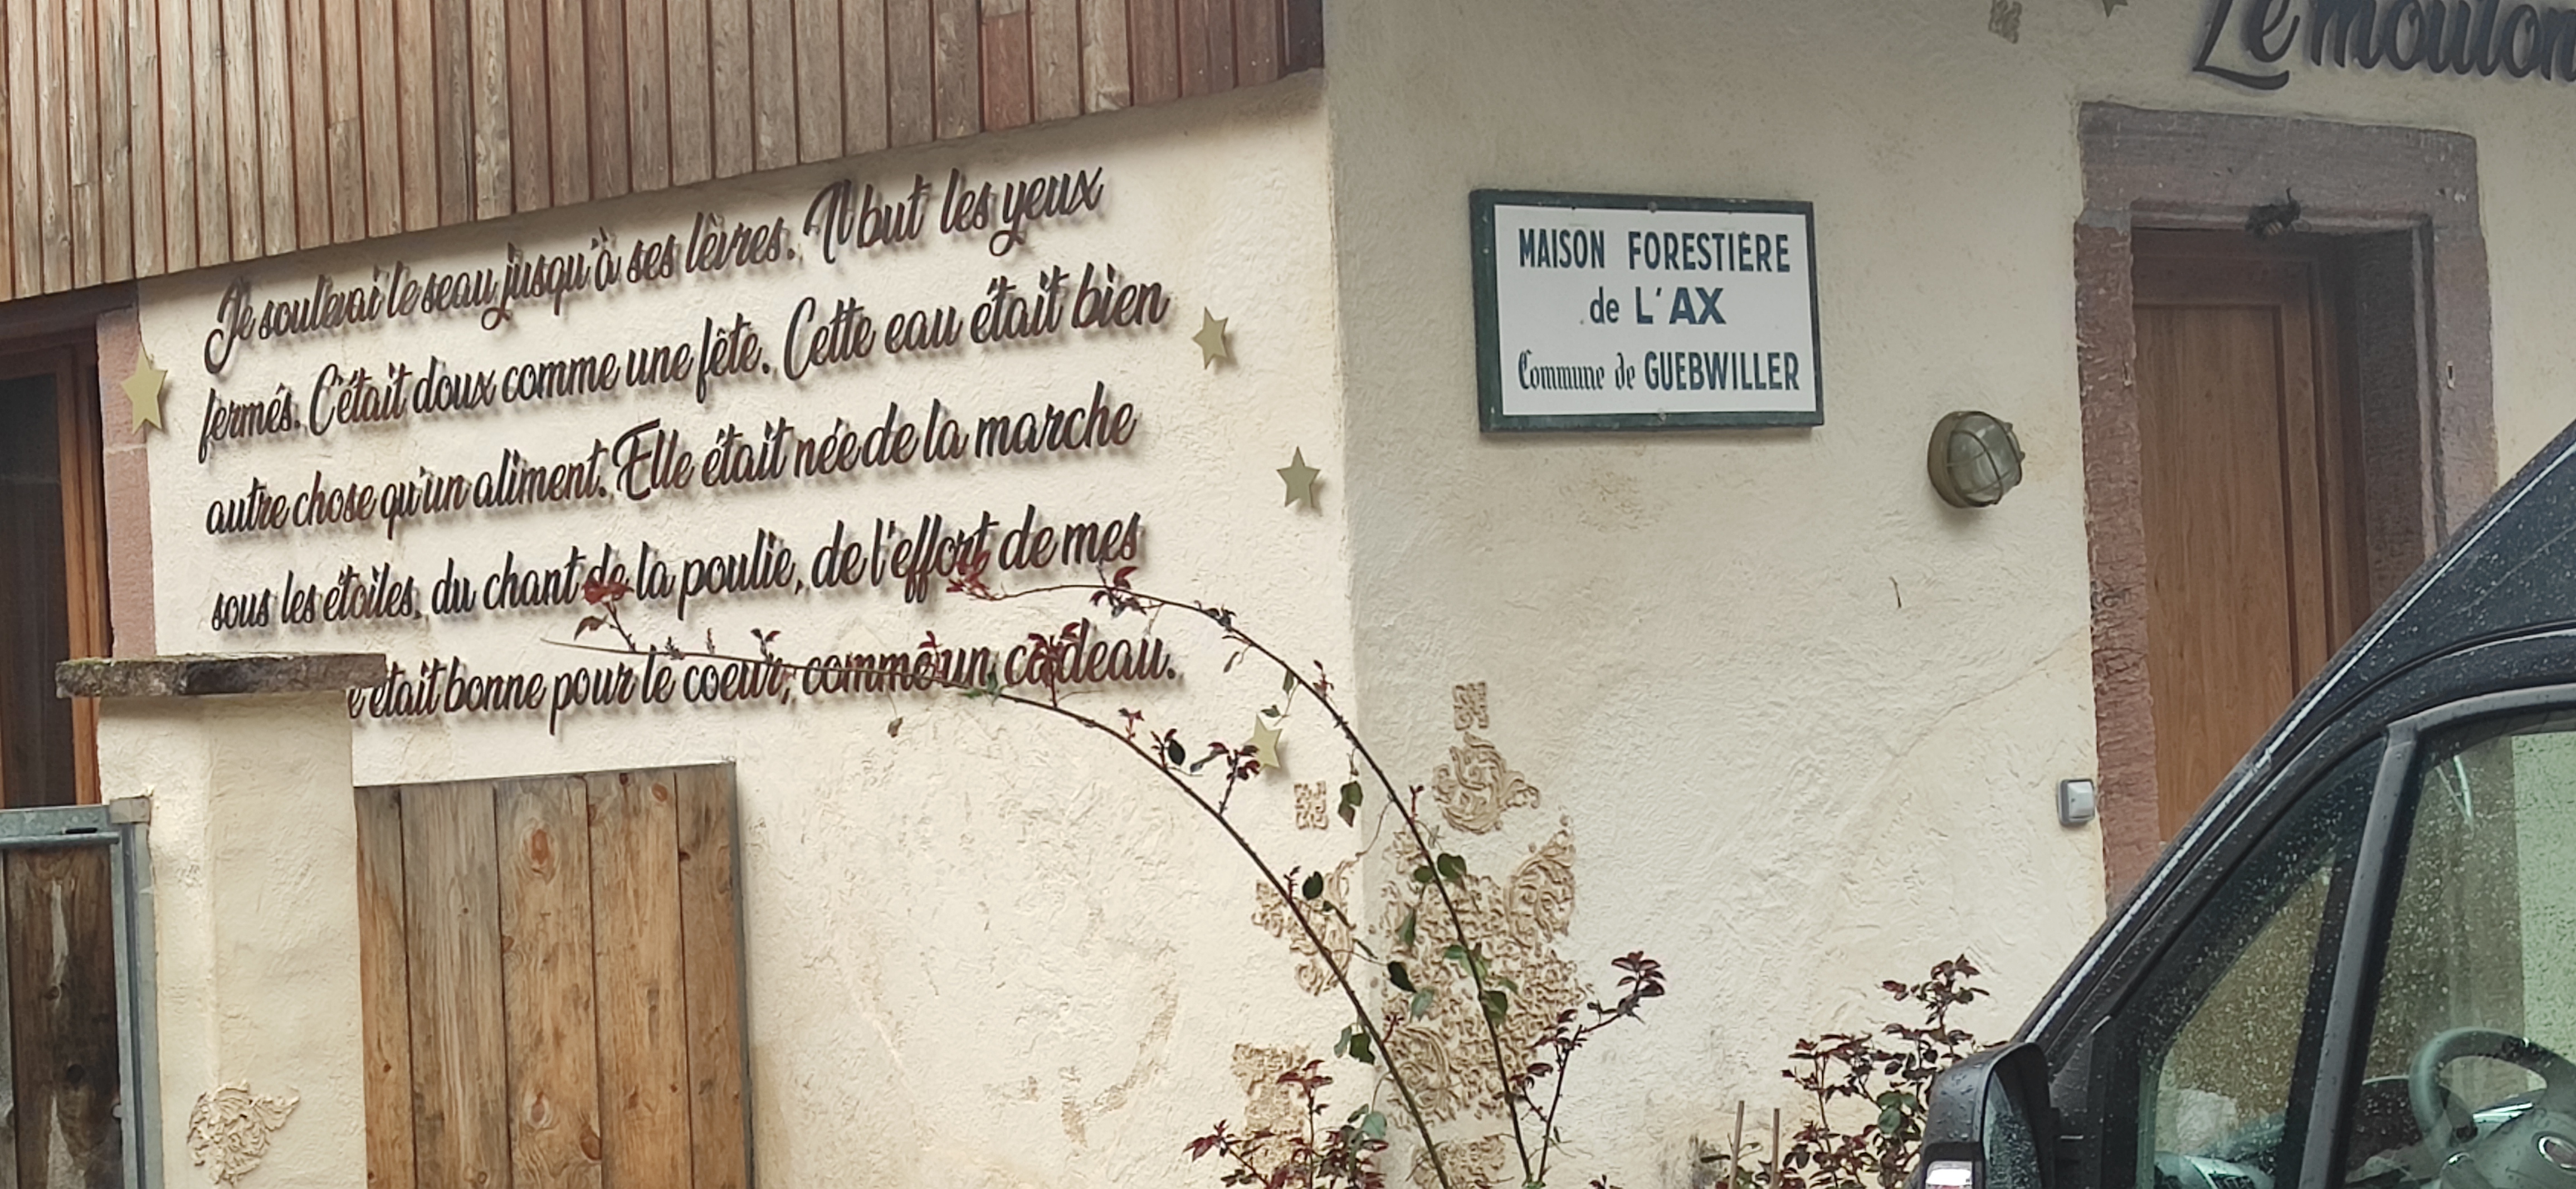 Je soulevai le seau jusqu'à ses lèvres. Il but les yeux
fermés. C'était doux comme une fête. Cette eau était bien
autre chose qu'un aliment. Elle était née de la marche
sous les étoiles, du chant de la poulie, de l'effort de mes
était bonne pour le coeur, comme un cadeau.
MAISON FORESTIÈRE
de L'AX
Commune de GUEBWILLER
Le mouton